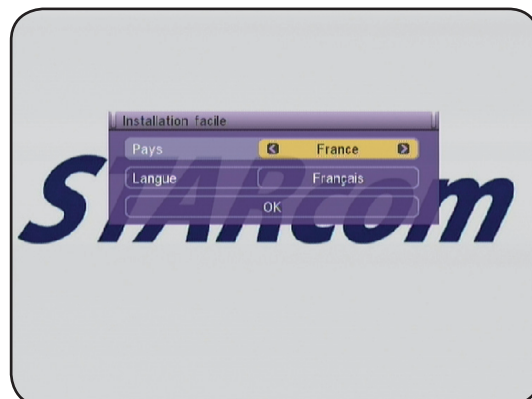 Installation facile
Pays France
Langue Français
OK
STARcom